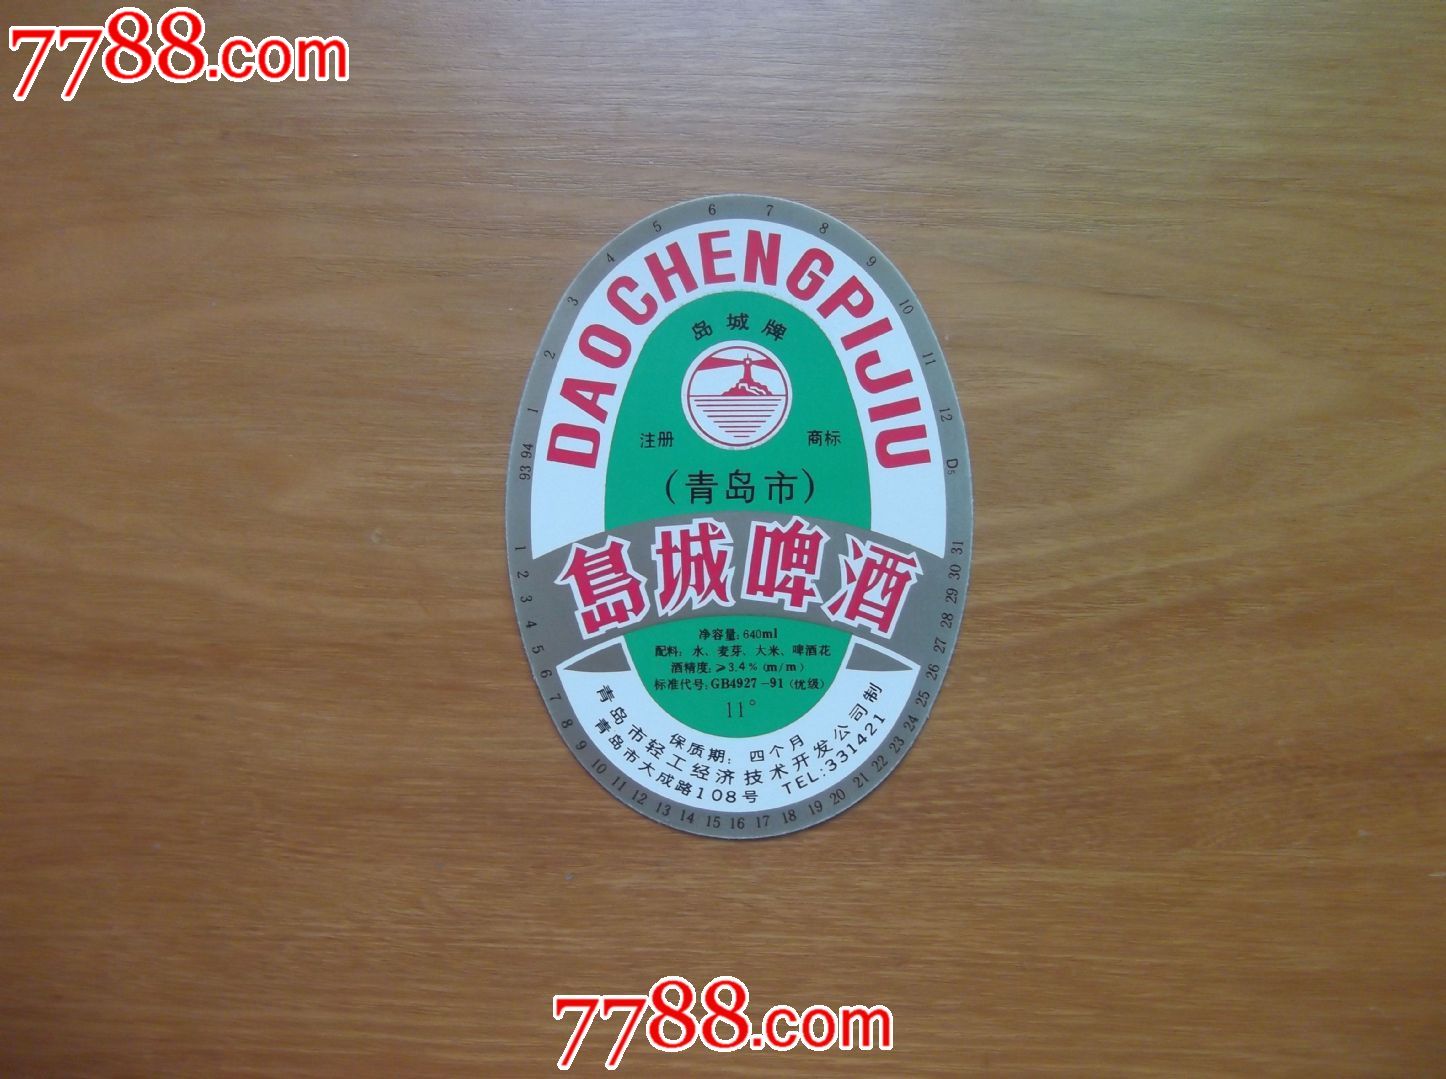 7788.com
DAOCHENGPIJIU
岛城牌
注册 商标
(青岛市)
島城啤酒
净容量:640ml
配料:水、麦芽、大米、啤酒花
酒精度:≥3.4%(m/m)
标准代号:GB4927-91(优级)
11°
保质期:四个月
青岛市轻工经济技术开发公司制
青岛市大成路108号 TEL:331421
93 94 1 2 3 4 5 6 7 8 9 10 11 12 D5
1 2 3 4 5 6 7 8 9 10 11 12 13 14 15 16 17 18 19 20 21 22 23 24 25 26 27 28 29 30 31
7788.com